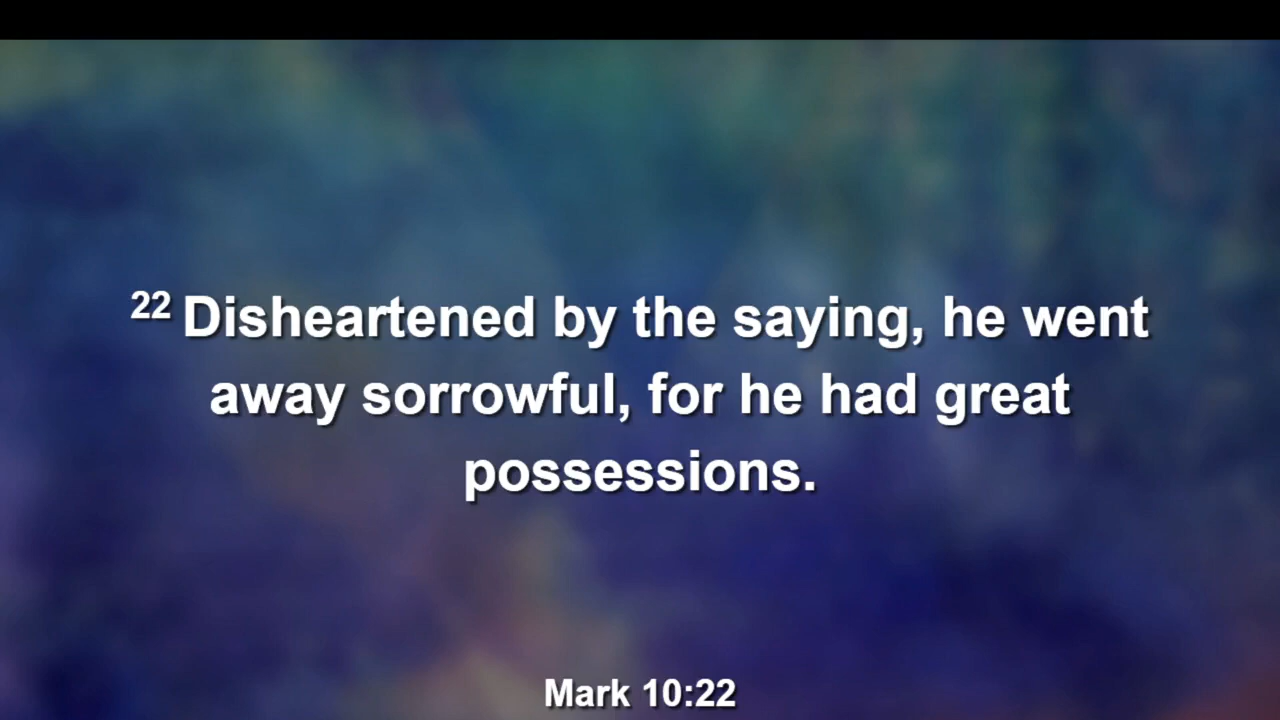 22 Disheartened by the saying, he went
away sorrowful, for he had great
possessions.
Mark 10:22